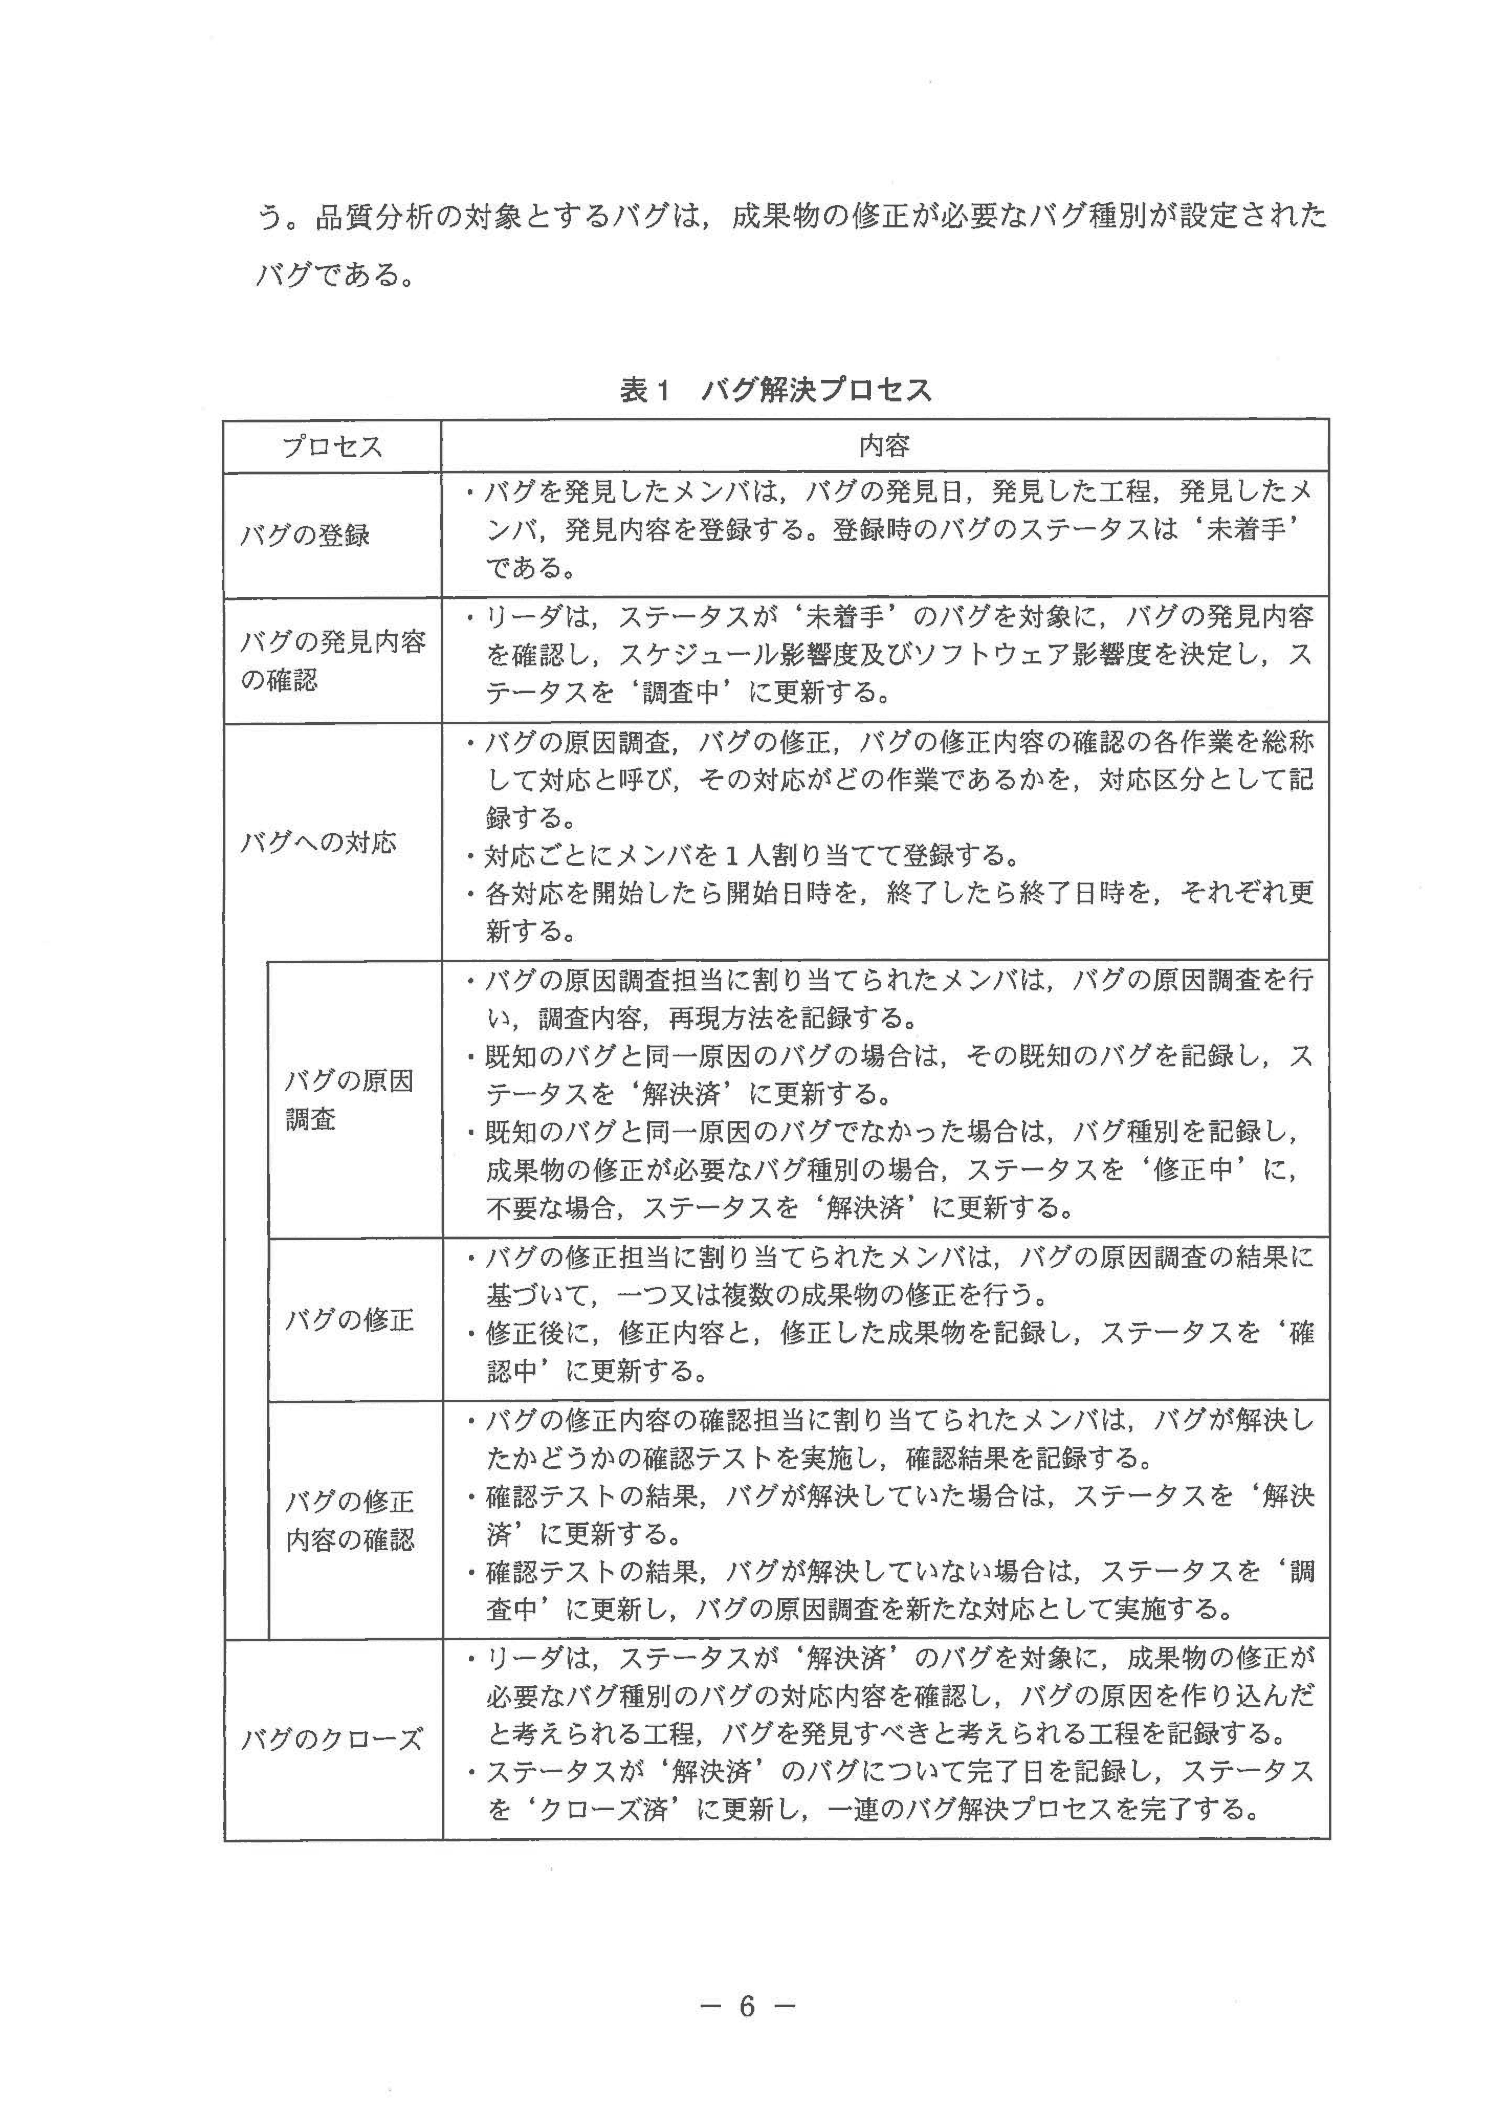 う。品質分析の対象とするバグは，成果物の修正が必要なバグ種別が設定された
バグである。
表1　バグ解決プロセス
プロセス
内容
バグの登録
・バグを発見したメンバは，バグの発見日，発見した工程，発見したメ
ンバ，発見内容を登録する。登録時のバグのステータスは‘未着手’
である。
バグの発見内容
の確認
・リーダは，ステータスが‘未着手’のバグを対象に，バグの発見内容
を確認し，スケジュール影響度及びソフトウェア影響度を決定し，ス
テータスを‘調査中’に更新する。
バグへの対応
・バグの原因調査，バグの修正，バグの修正内容の確認の各作業を総称
して対応と呼び，その対応がどの作業であるかを，対応区分として記
録する。
・対応ごとにメンバを1人割り当てて登録する。
・各対応を開始したら開始日時を，終了したら終了日時を，それぞれ更
新する。
バグの原因
調査
・バグの原因調査担当に割り当てられたメンバは，バグの原因調査を行
い，調査内容，再現方法を記録する。
・既知のバグと同一原因のバグの場合は，その既知のバグを記録し，ス
テータスを‘解決済’に更新する。
・既知のバグと同一原因のバグでなかった場合は，バグ種別を記録し，
成果物の修正が必要なバグ種別の場合，ステータスを‘修正中’に，
不要な場合，ステータスを‘解決済’に更新する。
バグの修正
・バグの修正担当に割り当てられたメンバは，バグの原因調査の結果に
基づいて，一つ又は複数の成果物の修正を行う。
・修正後に，修正内容と，修正した成果物を記録し，ステータスを‘確
認中’に更新する。
バグの修正
内容の確認
・バグの修正内容の確認担当に割り当てられたメンバは，バグが解決し
たかどうかの確認テストを実施し，確認結果を記録する。
・確認テストの結果，バグが解決していた場合は，ステータスを‘解決
済’に更新する。
・確認テストの結果，バグが解決していない場合は，ステータスを‘調
査中’に更新し，バグの原因調査を新たな対応として実施する。
バグのクローズ
・リーダは，ステータスが‘解決済’のバグを対象に，成果物の修正が
必要なバグ種別のバグの対応内容を確認し，バグの原因を作り込んだ
と考えられる工程，バグを発見すべきと考えられる工程を記録する。
・ステータスが‘解決済’のバグについて完了日を記録し，ステータス
を‘クローズ済’に更新し，一連のバグ解決プロセスを完了する。
－ 6 －